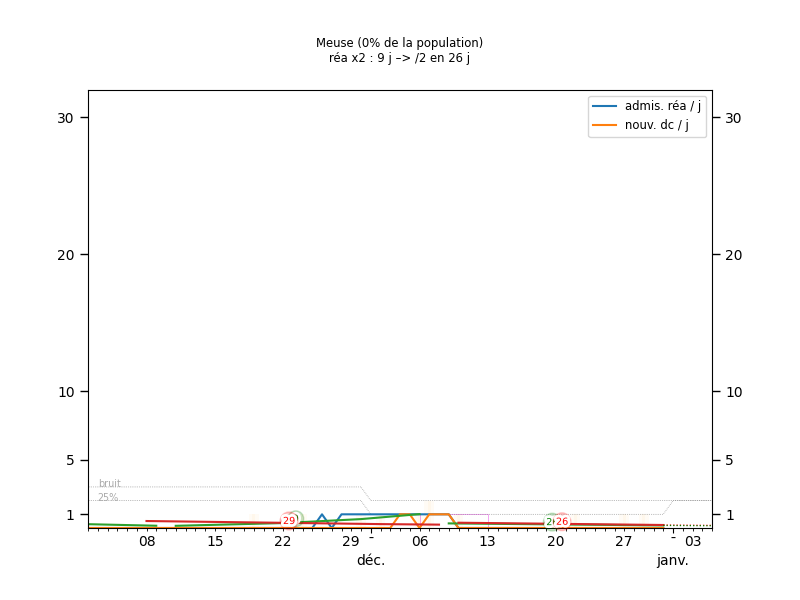 Meuse (0% de la population)
réa x2 : 9 j –> /2 en 26 j
admis. réa / j
nouv. dc / j
30 30
20 20
10 10
5 5
bruit
25%
1 29 26 1
08 15 22 29 - 06 13 20 27 - 03
déc. janv.